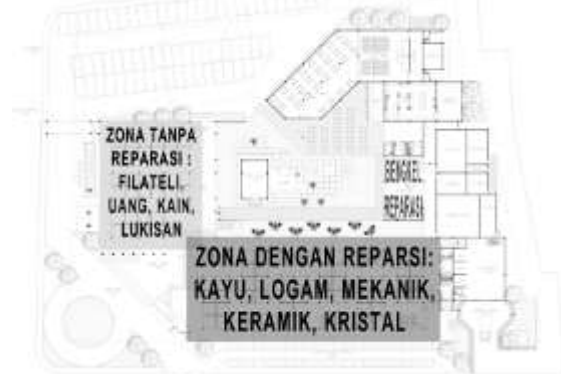 ZONA TANPA
REPARASI :
FILATELI,
UANG, KAIN,
LUKISAN
BENGKEL
REPARASI
ZONA DENGAN REPARSI:
KAYU, LOGAM, MEKANIK,
KERAMIK, KRISTAL